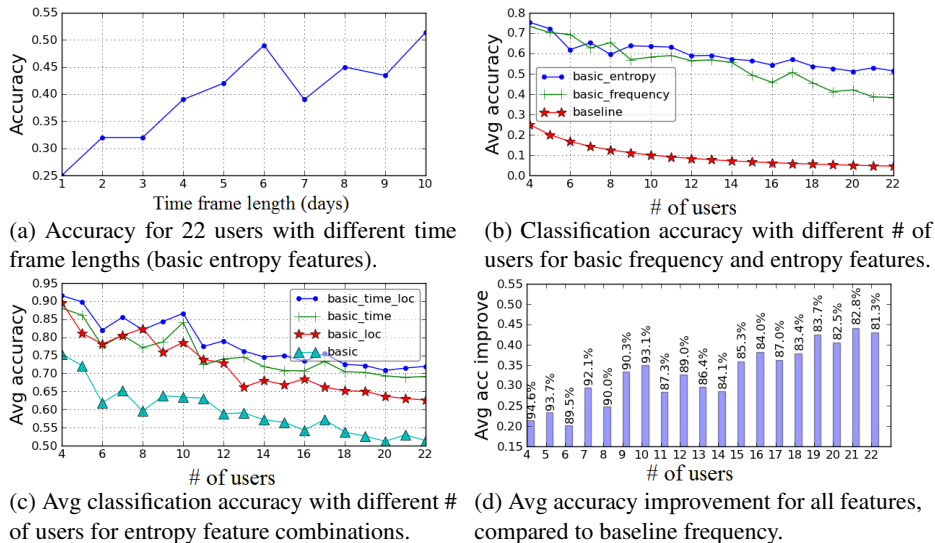 0.55
0.50
0.45
0.40
0.35
0.30
0.25
Accuracy
1 2 3 4 5 6 7 8 9 10
Time frame length (days)
(a) Accuracy for 22 users with different time
frame lengths (basic entropy features).
0.8
0.7
0.6
0.5
0.4
0.3
0.2
0.1
0.0
Avg accuracy
basic_entropy
basic_frequency
baseline
4 6 8 10 12 14 16 18 20 22
# of users
(b) Classification accuracy with different # of
users for basic frequency and entropy features.
0.95
0.90
0.85
0.80
0.75
0.70
0.65
0.60
0.55
0.50
Avg accuracy
basic_time_loc
basic_time
basic_loc
basic
4 6 8 10 12 14 16 18 20 22
# of users
(c) Avg classification accuracy with different #
of users for entropy feature combinations.
0.55
0.50
0.45
0.40
0.35
0.30
0.25
0.20
0.15
Avg acc improve
94.6% 93.7% 89.5% 92.1% 90.0% 90.3% 93.1% 87.3% 89.0% 86.4% 84.1% 85.3% 84.0% 87.0% 83.4% 83.7% 82.5% 82.8% 81.3%
4 5 6 7 8 9 10 11 12 13 14 15 16 17 18 19 20 21 22
# of users
(d) Avg accuracy improvement for all features,
compared to baseline frequency.